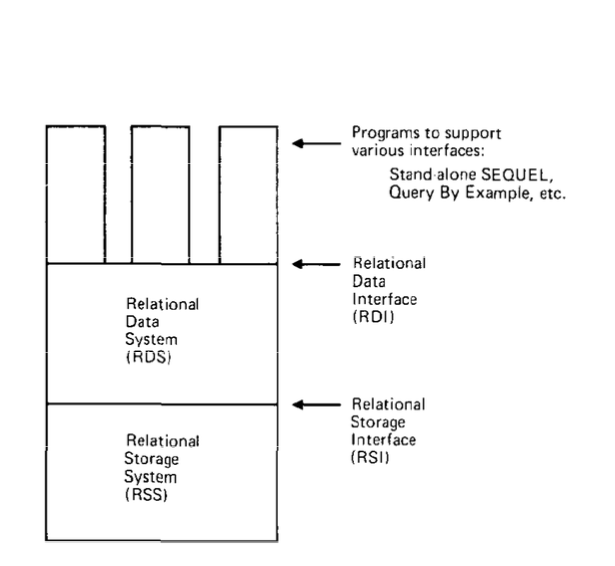 Programs to support
various interfaces:
Stand-alone SEQUEL,
Query By Example, etc.
Relational
Data
Interface
(RDI)
Relational
Data
System
(RDS)
Relational
Storage
Interface
(RSI)
Relational
Storage
System
(RSS)